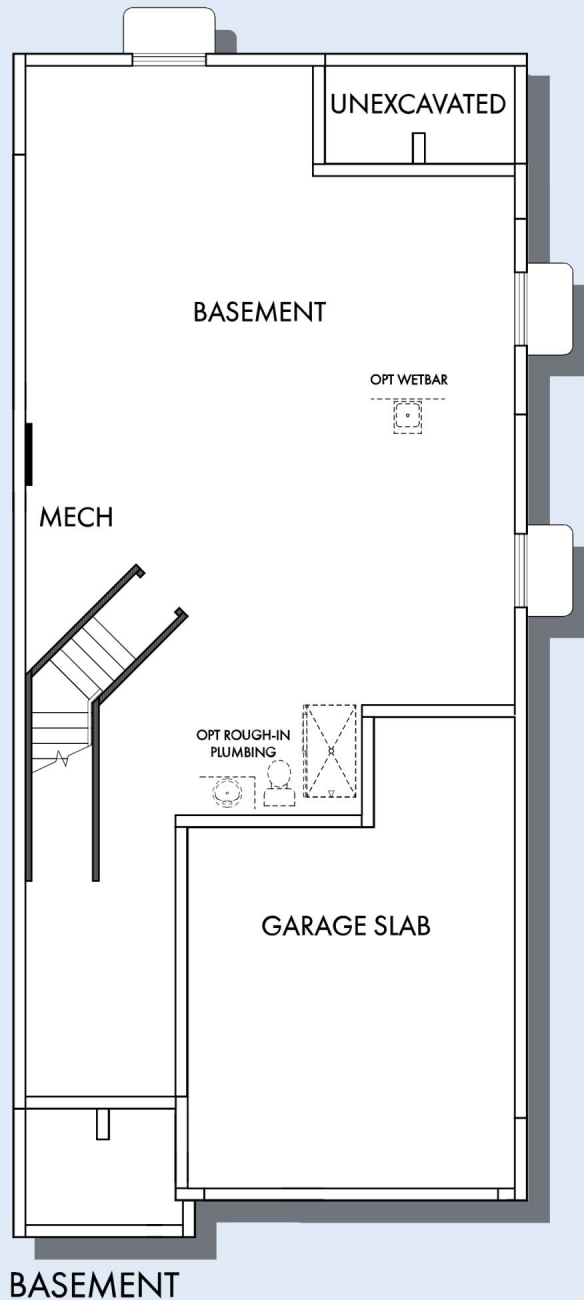 UNEXCAVATED
BASEMENT
OPT WETBAR
MECH
OPT ROUGH-IN
PLUMBING
GARAGE SLAB
BASEMENT